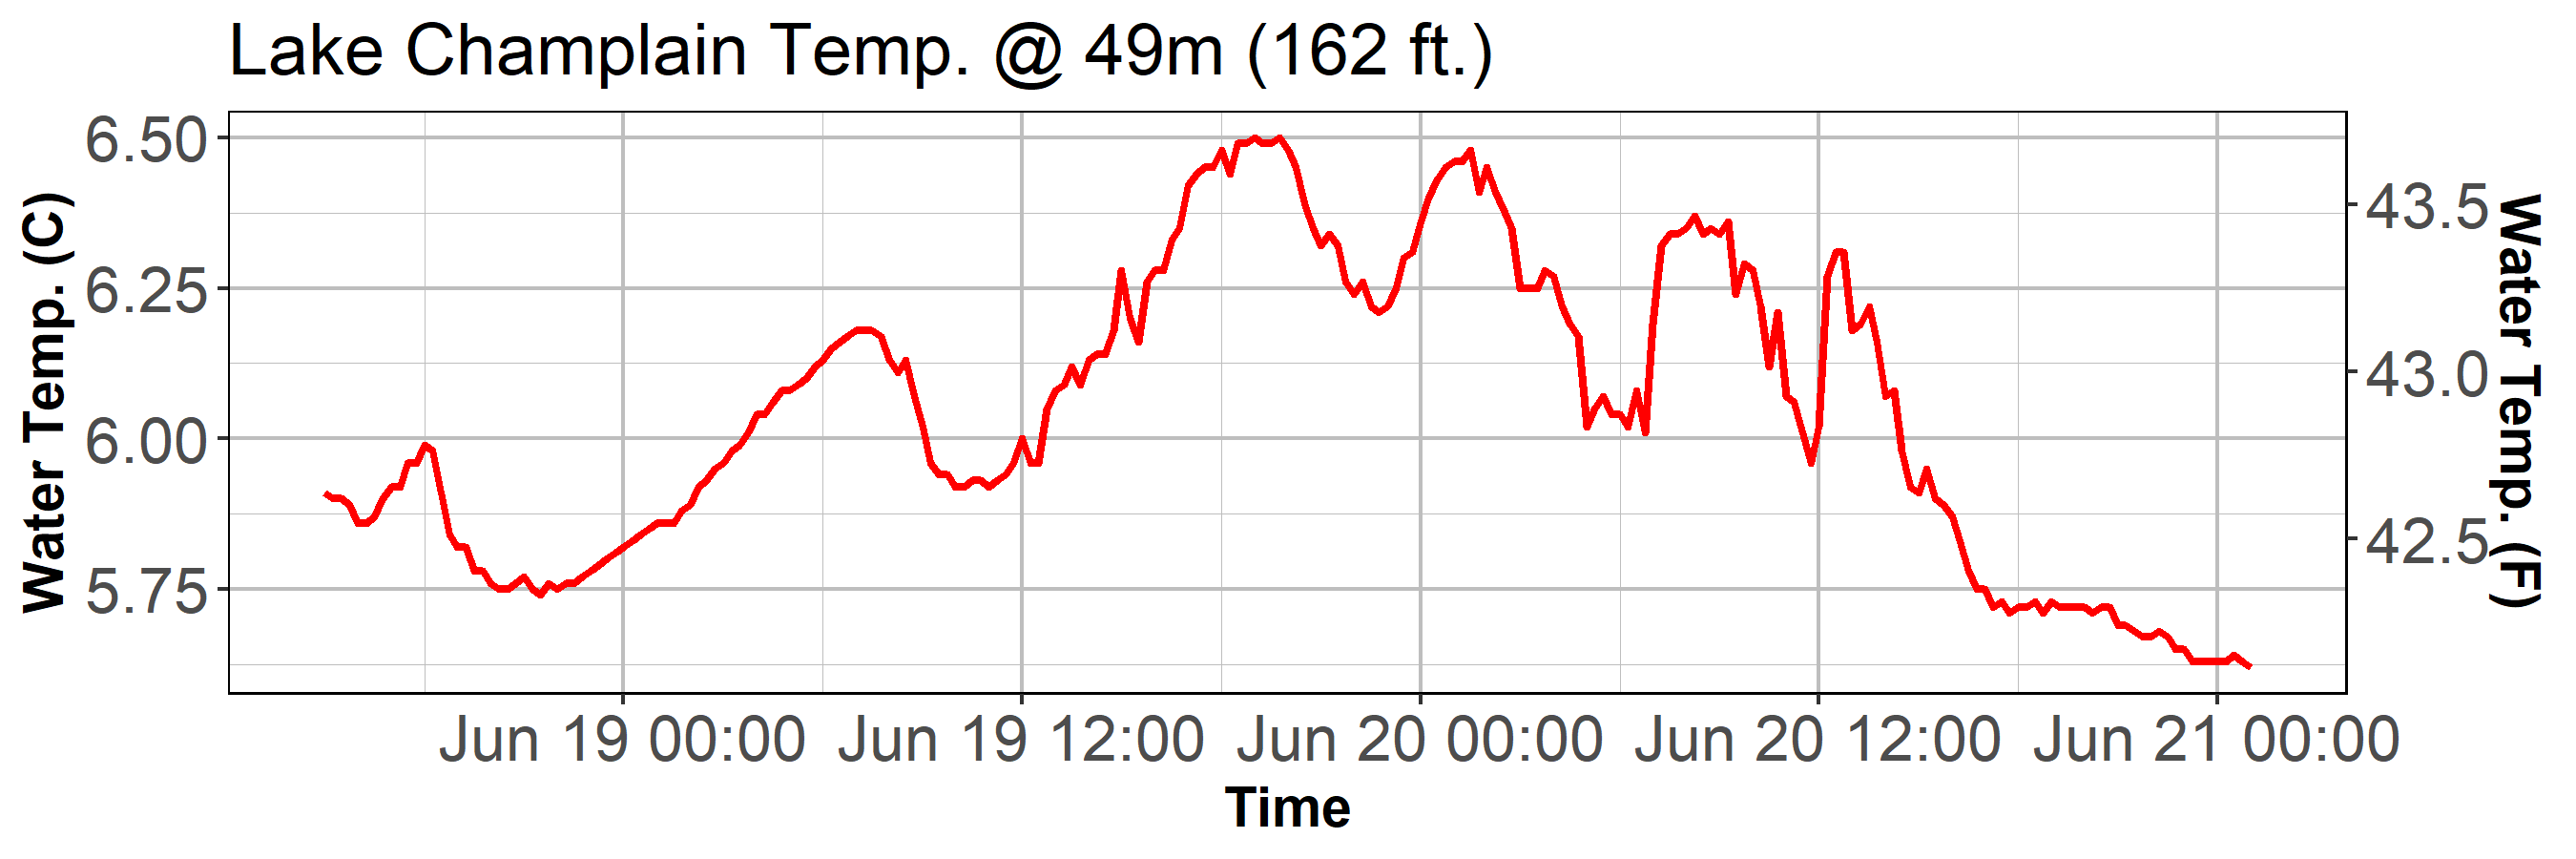 Lake Champlain Temp. @ 49m (162 ft.)
Water Temp. (C)
6.50
6.25
6.00
5.75
43.5
43.0
42.5
Water Temp. (F)
Jun 19 00:00 Jun 19 12:00 Jun 20 00:00 Jun 20 12:00 Jun 21 00:00
Time